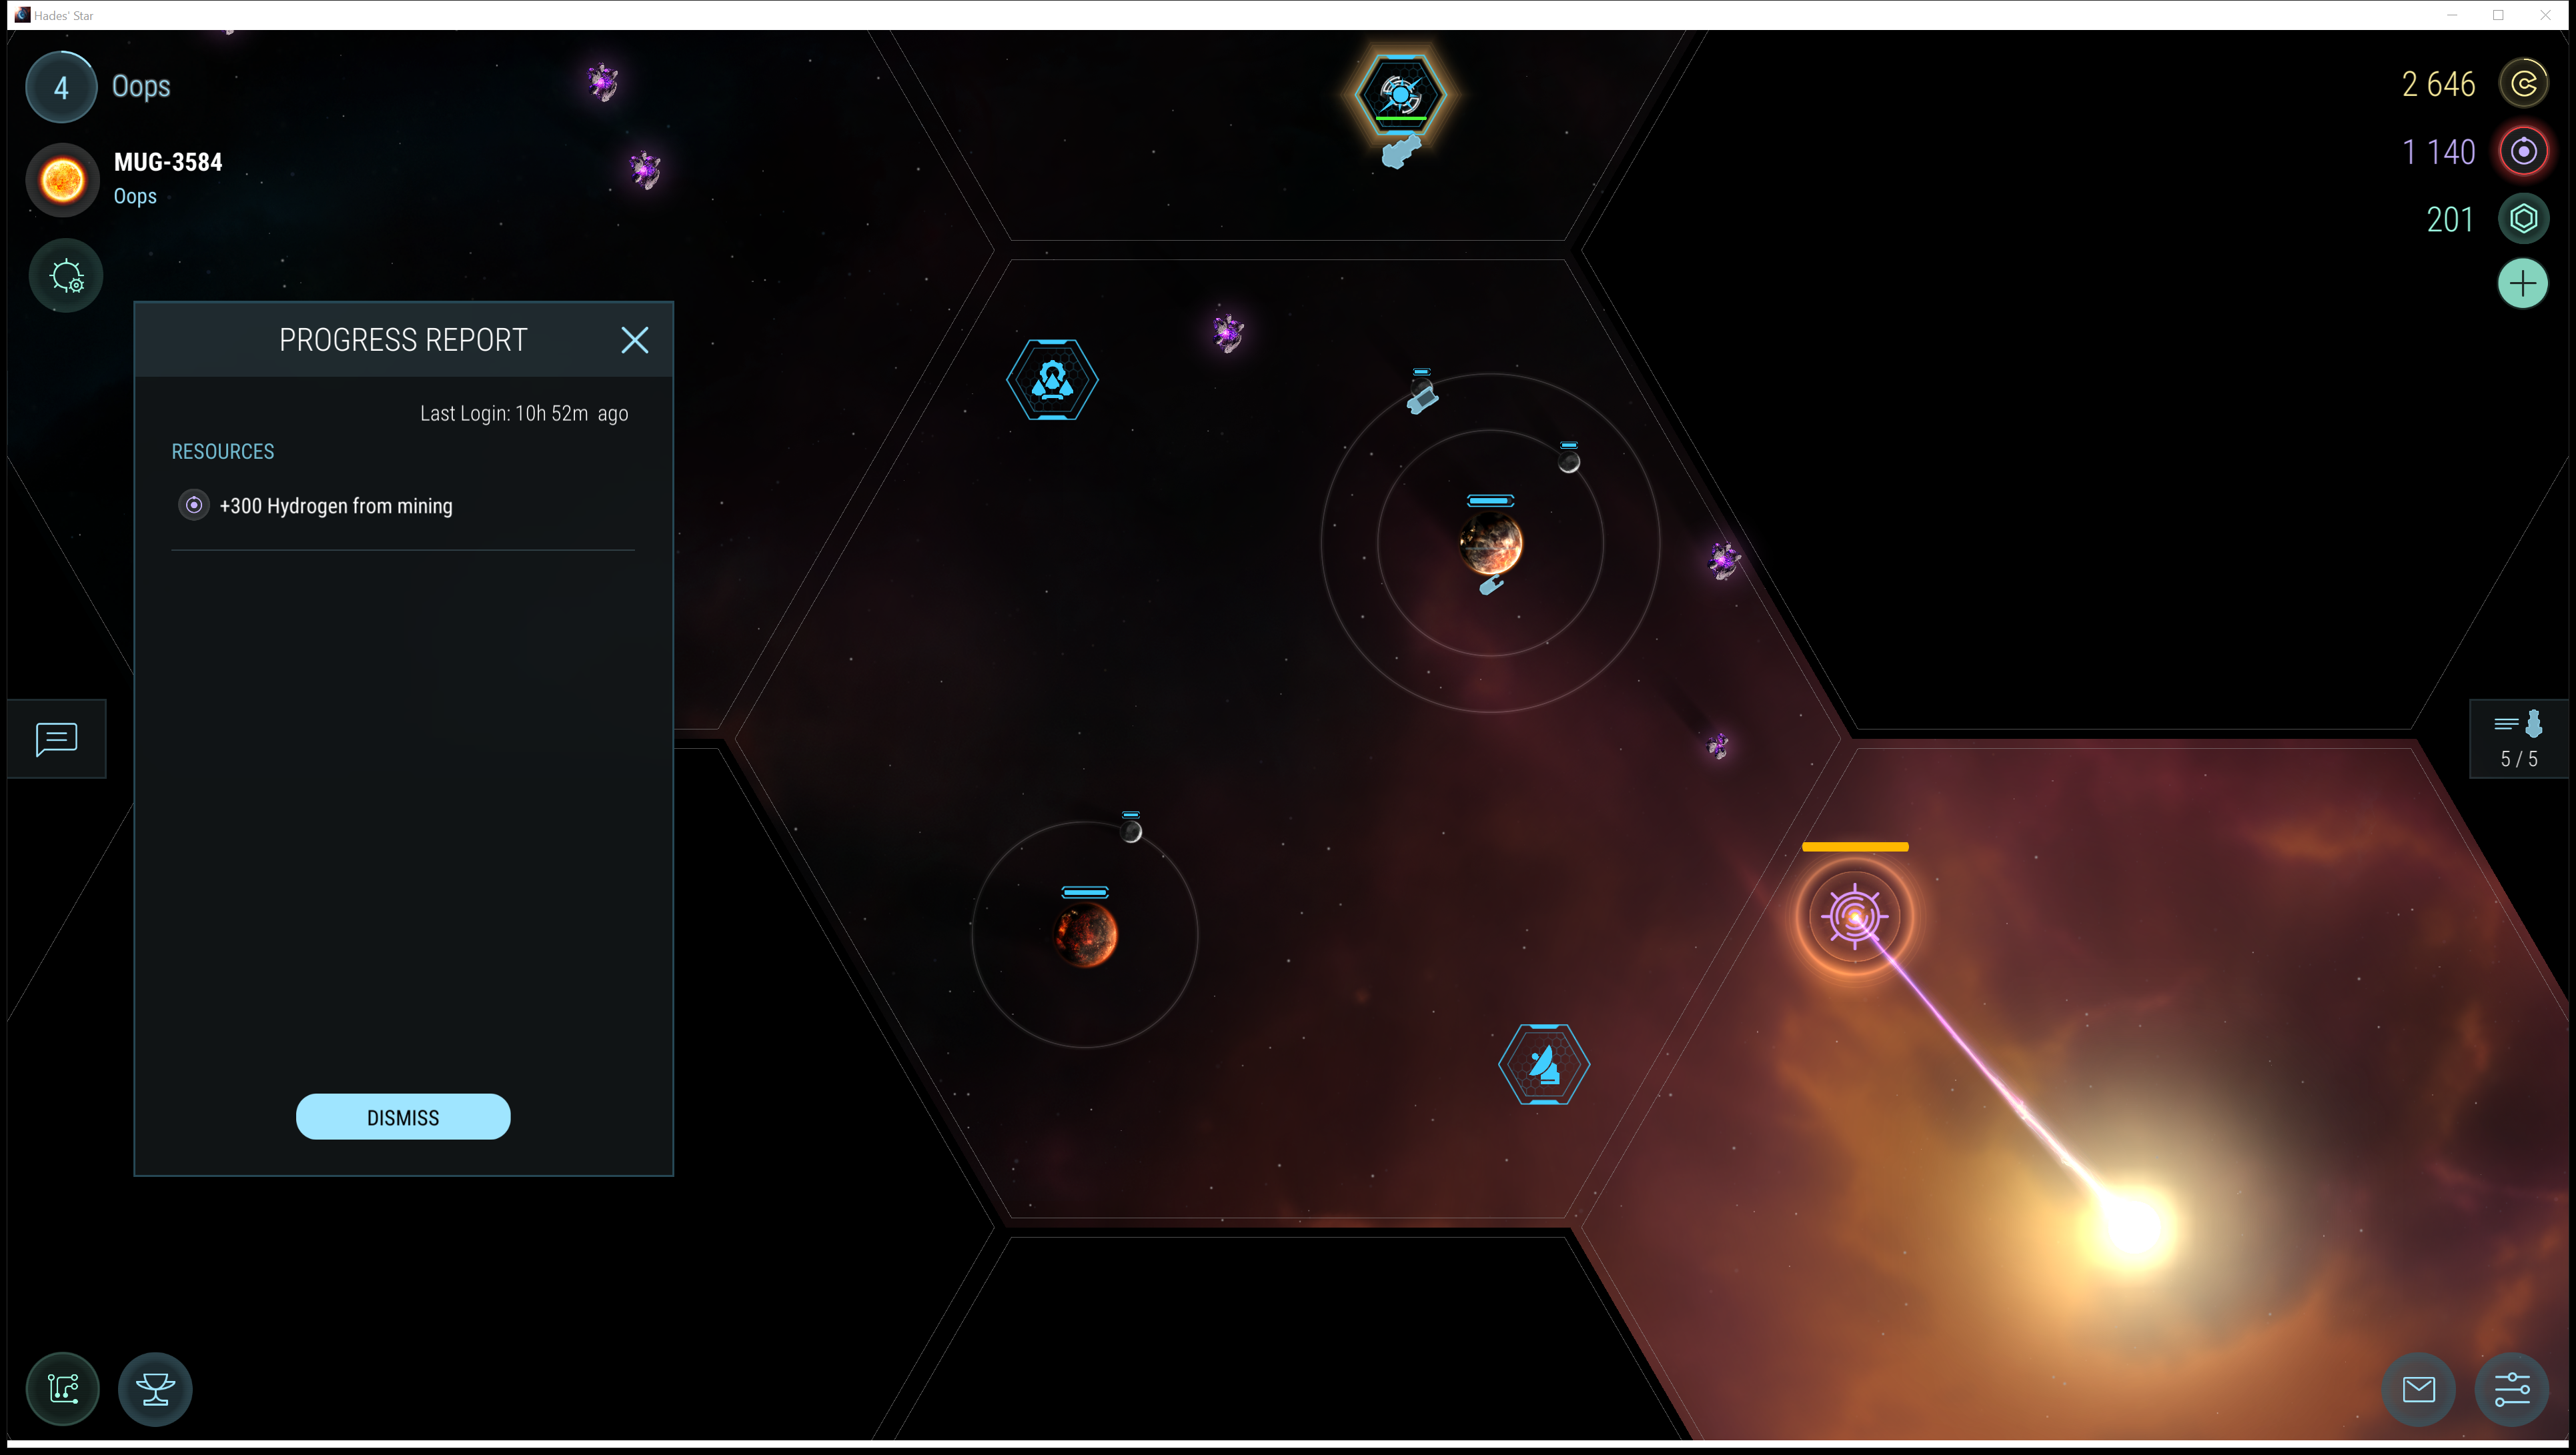 Hades' Star
4
Oops
MUG-3584
Oops
2 646
1 140
201
PROGRESS REPORT
Last Login: 10h 52m ago
RESOURCES
+300 Hydrogen from mining
DISMISS
5 / 5